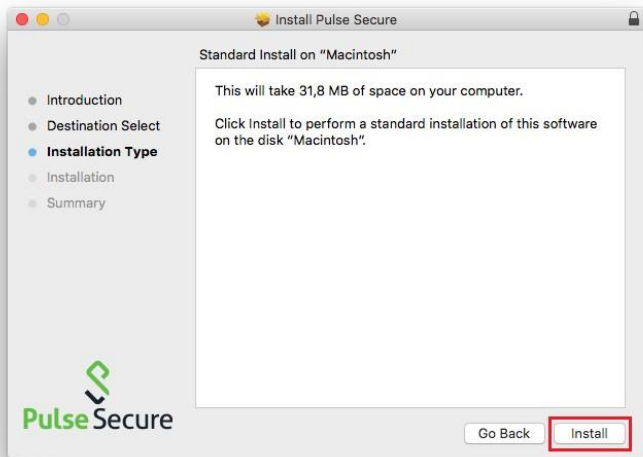 Install Pulse Secure
Standard Install on “Macintosh”
Introduction
Destination Select
Installation Type
Installation
Summary
This will take 31,8 MB of space on your computer.
Click Install to perform a standard installation of this software
on the disk “Macintosh”.
Pulse Secure
Go Back
Install